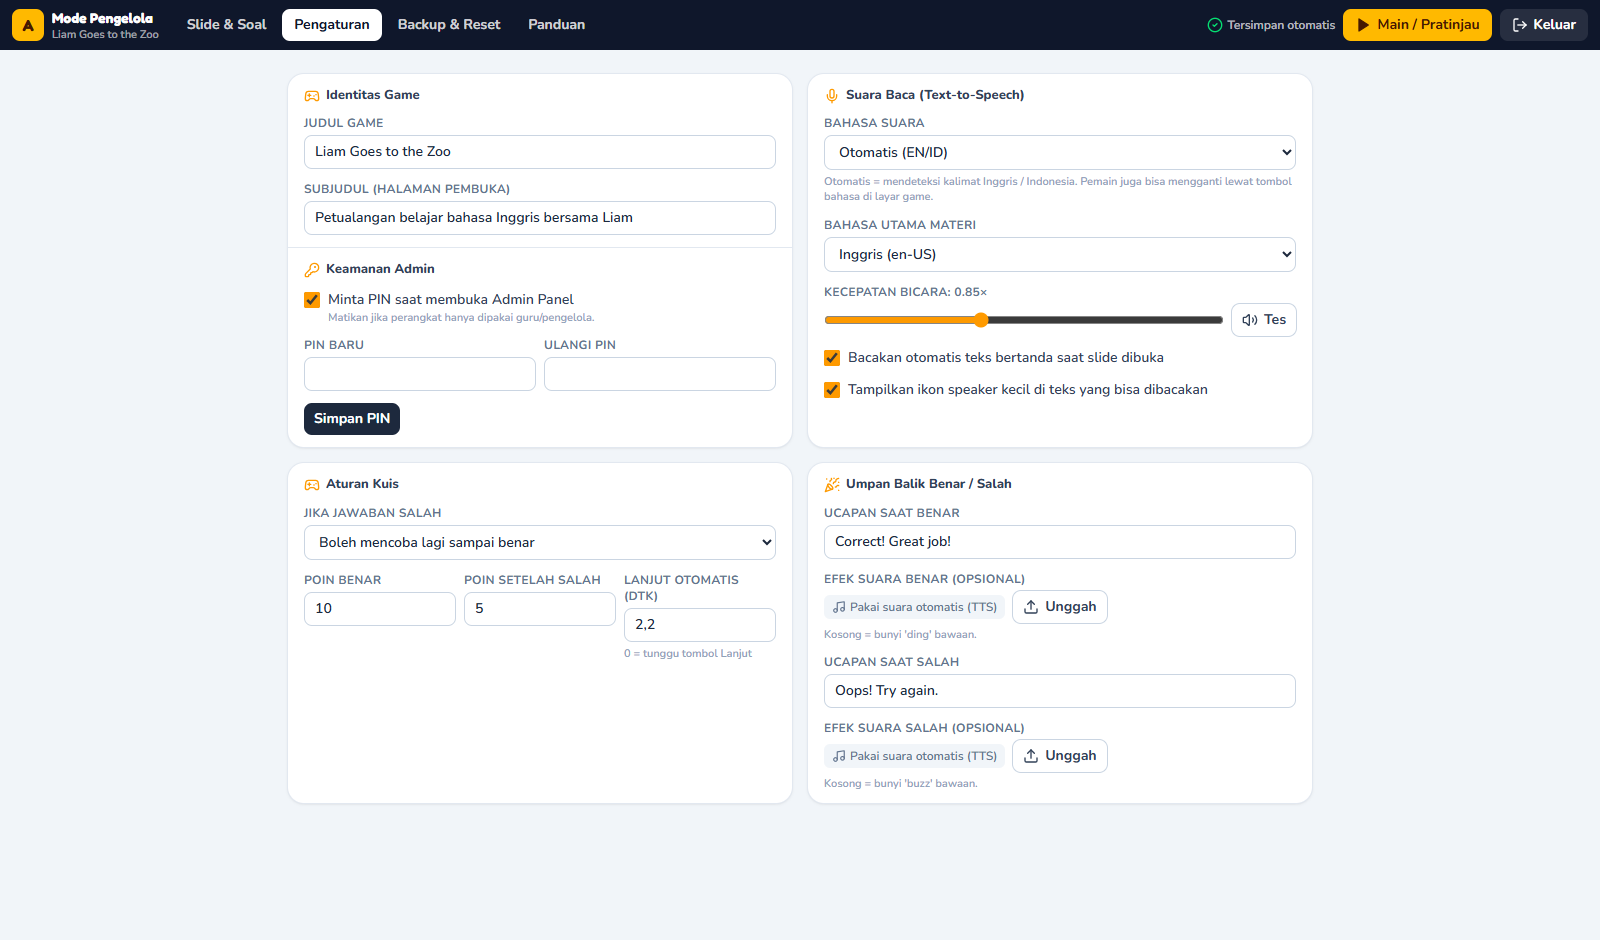 A
Mode Pengelola
Liam Goes to the Zoo
Slide & Soal
Pengaturan
Backup & Reset
Panduan
Tersimpan otomatis
Main / Pratinjau
Keluar
Identitas Game
JUDUL GAME
Liam Goes to the Zoo
SUBJUDUL (HALAMAN PEMBUKA)
Petualangan belajar bahasa Inggris bersama Liam
Keamanan Admin
Minta PIN saat membuka Admin Panel
Matikan jika perangkat hanya dipakai guru/pengelola.
PIN BARU
ULANGI PIN
Simpan PIN
Suara Baca (Text-to-Speech)
BAHASA SUARA
Otomatis (EN/ID)
Otomatis = mendeteksi kalimat Inggris / Indonesia. Pemain juga bisa mengganti lewat tombol
bahasa di layar game.
BAHASA UTAMA MATERI
Inggris (en-US)
KECEPATAN BICARA: 0.85×
Tes
Bacakan otomatis teks bertanda saat slide dibuka
Tampilkan ikon speaker kecil di teks yang bisa dibacakan
Aturan Kuis
JIKA JAWABAN SALAH
Boleh mencoba lagi sampai benar
POIN BENAR
10
POIN SETELAH SALAH
5
LANJUT OTOMATIS
(DTK)
2,2
0 = tunggu tombol Lanjut
Umpan Balik Benar / Salah
UCAPAN SAAT BENAR
Correct! Great job!
EFEK SUARA BENAR (OPSIONAL)
Pakai suara otomatis (TTS)
Unggah
Kosong = bunyi 'ding' bawaan.
UCAPAN SAAT SALAH
Oops! Try again.
EFEK SUARA SALAH (OPSIONAL)
Pakai suara otomatis (TTS)
Unggah
Kosong = bunyi 'buzz' bawaan.